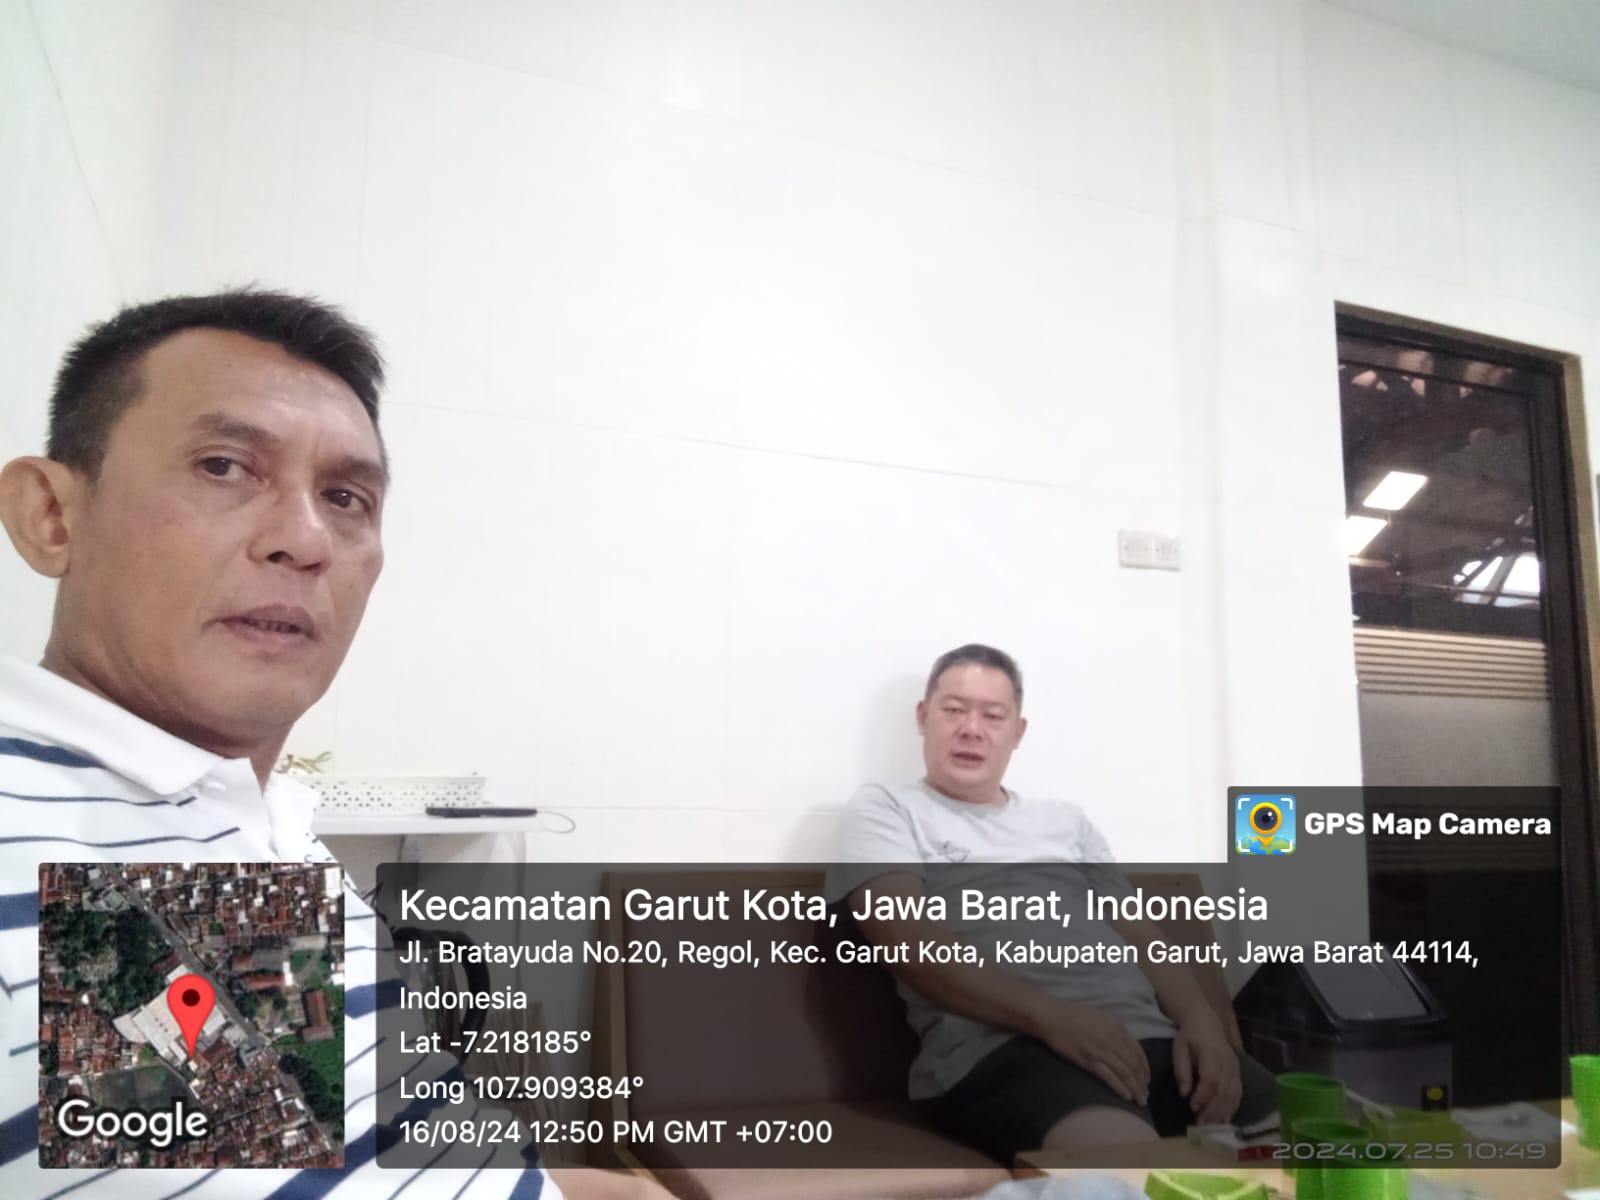 GPS Map Camera
Kecamatan Garut Kota, Jawa Barat, Indonesia
Jl. Bratayuda No.20, Regol, Kec. Garut Kota, Kabupaten Garut, Jawa Barat 44114,
Indonesia
Lat -7.218185°
Long 107.909384°
16/08/24 12:50 PM GMT +07:00
Google
2024.07.25 10:49